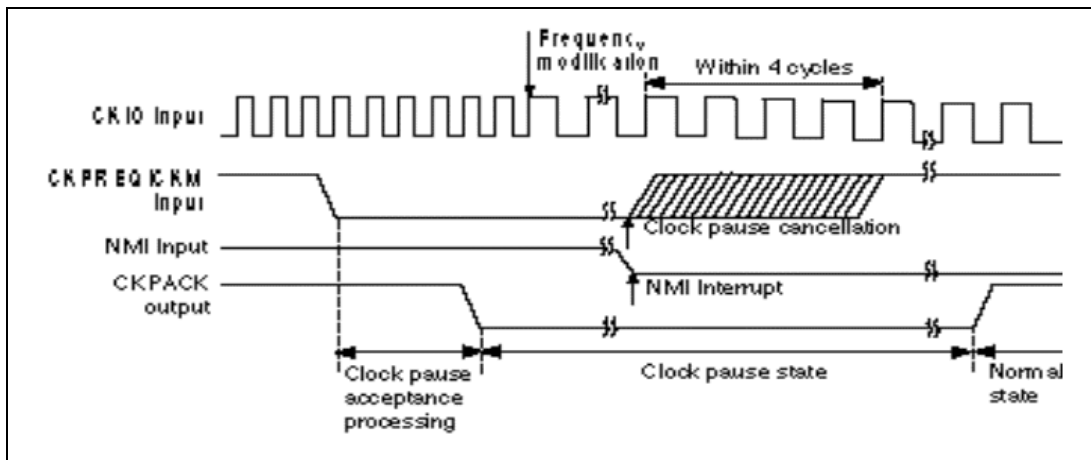 Frequency
modification
Within 4 cycles
CKIO Input
CKPREQ/CKM
Input
Clock pause cancellation
NMI Input
CKPACK
output
NMI Interrupt
Clock pause
acceptance
processing
Clock pause state
Normal
state